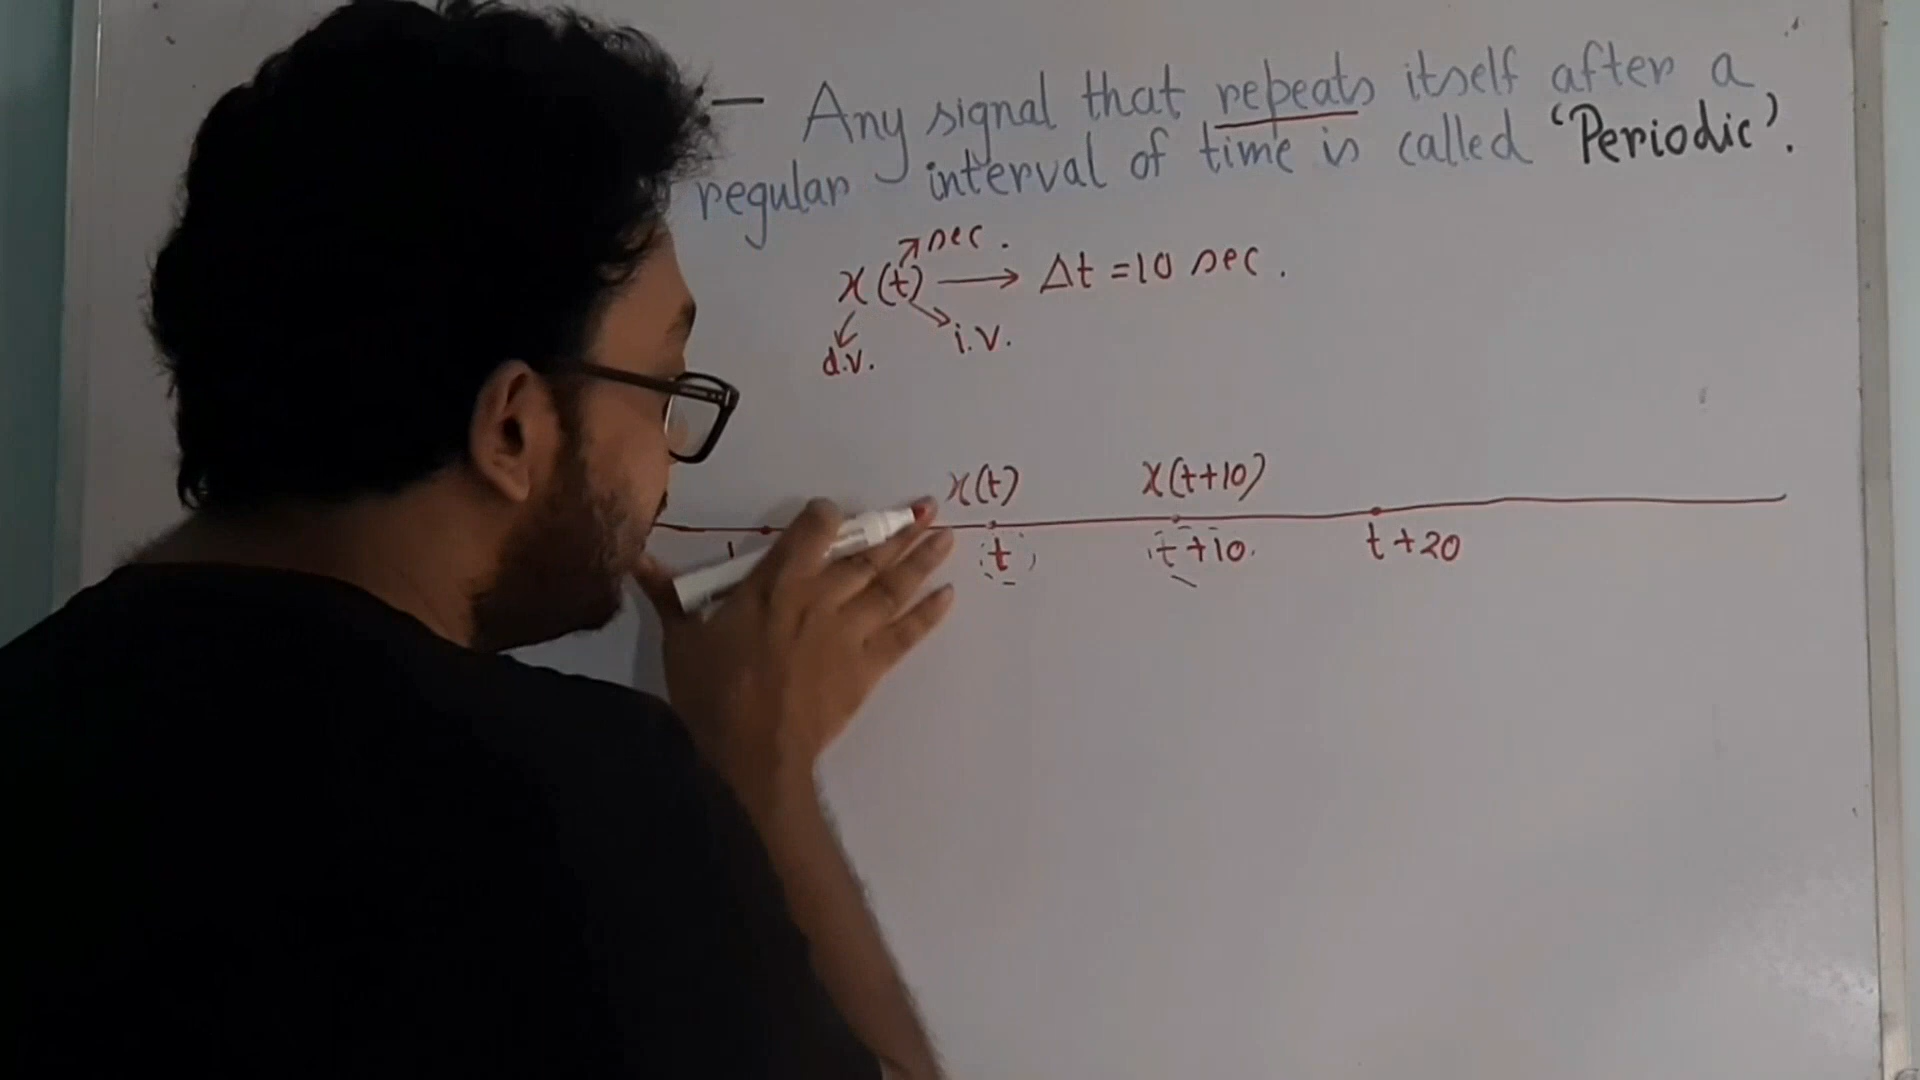 :— Any signal that repeats itself after a
regular interval of time is called 'Periodic'.
sec.
x(t) → Δt = 10 sec.
d.v. i.v.
x(t) x(t+10)
t t+10 t+20